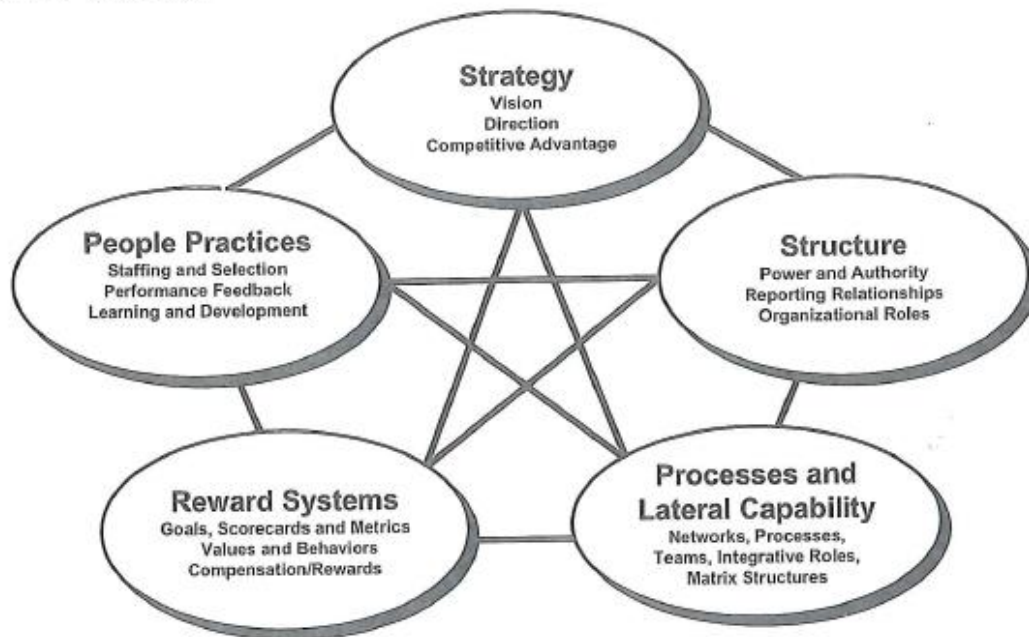 Strategy
Vision
Direction
Competitive Advantage
People Practices
Staffing and Selection
Performance Feedback
Learning and Development
Structure
Power and Authority
Reporting Relationships
Organizational Roles
Reward Systems
Goals, Scorecards and Metrics
Values and Behaviors
Compensation/Rewards
Processes and
Lateral Capability
Networks, Processes,
Teams, Integrative Roles,
Matrix Structures